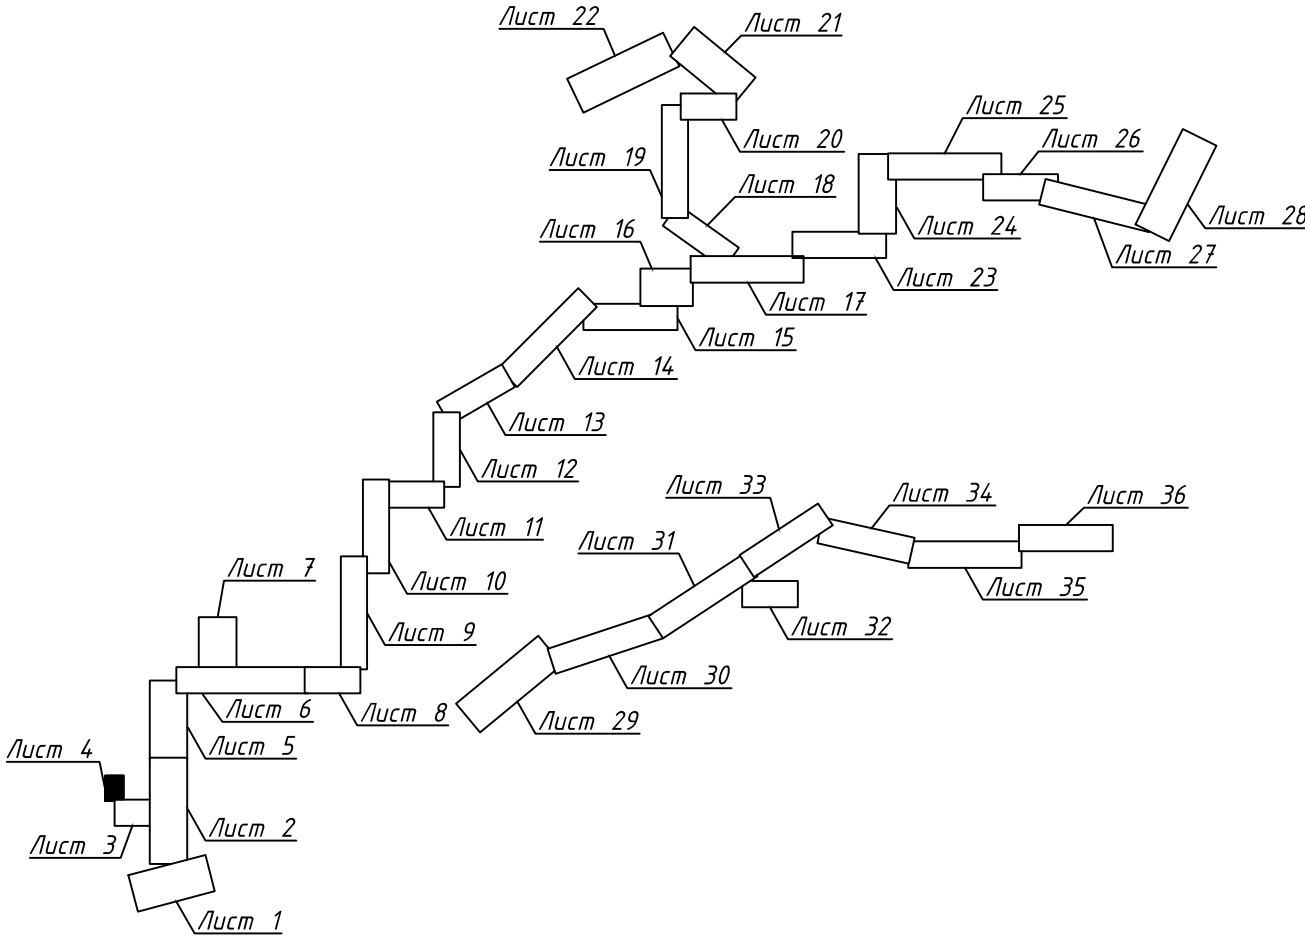 Лист 22
Лист 21
Лист 25
Лист 20
Лист 26
Лист 19
Лист 18
Лист 28
Лист 16
Лист 24
Лист 27
Лист 23
Лист 17
Лист 15
Лист 14
Лист 13
Лист 12
Лист 33
Лист 34
Лист 36
Лист 11
Лист 31
Лист 7
Лист 10
Лист 35
Лист 9
Лист 32
Лист 30
Лист 6
Лист 8
Лист 29
Лист 5
Лист 4
Лист 2
Лист 3
Лист 1